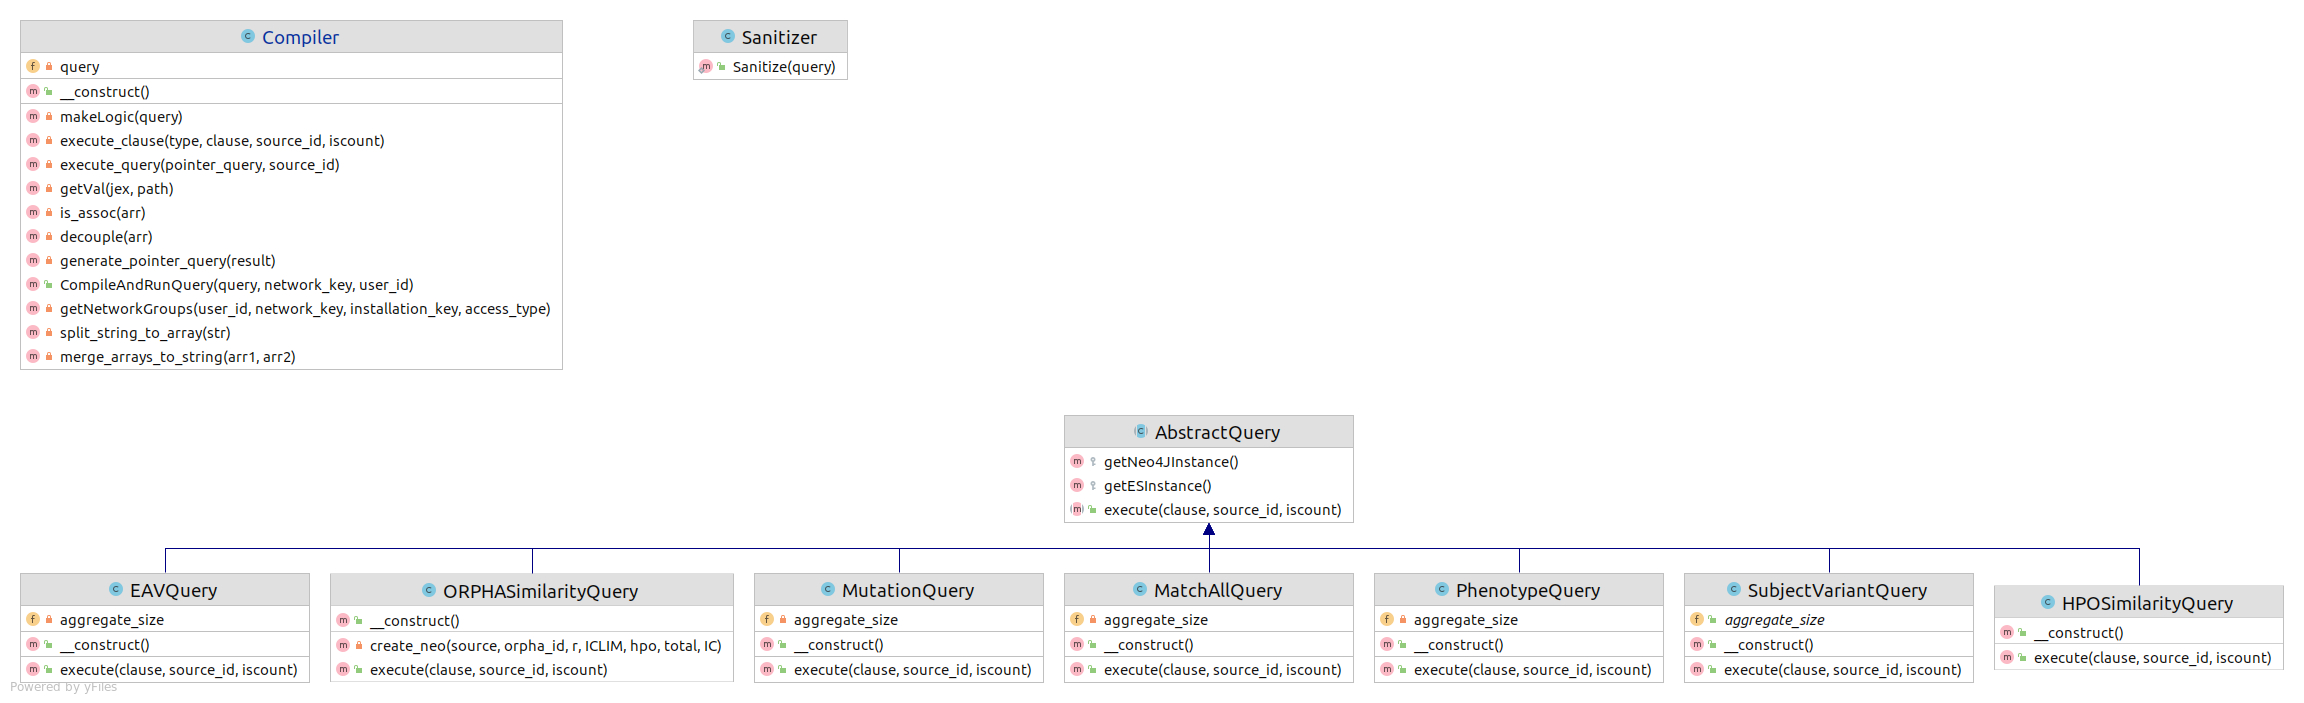 Compiler
query
__construct()
makeLogic(query)
execute_clause(type, clause, source_id, iscount)
execute_query(pointer_query, source_id)
getVal(jex, path)
is_assoc(arr)
decouple(arr)
generate_pointer_query(result)
CompileAndRunQuery(query, network_key, user_id)
getNetworkGroups(user_id, network_key, installation_key, access_type)
split_string_to_array(str)
merge_arrays_to_string(arr1, arr2)
Sanitizer
Sanitize(query)
AbstractQuery
getNeo4JInstance()
getESInstance()
execute(clause, source_id, iscount)
EAVQuery
aggregate_size
__construct()
execute(clause, source_id, iscount)
ORPHASimilarityQuery
__construct()
create_neo(source, orpha_id, r, ICLIM, hpo, total, IC)
execute(clause, source_id, iscount)
MutationQuery
aggregate_size
__construct()
execute(clause, source_id, iscount)
MatchAllQuery
aggregate_size
__construct()
execute(clause, source_id, iscount)
PhenotypeQuery
aggregate_size
__construct()
execute(clause, source_id, iscount)
SubjectVariantQuery
aggregate_size
__construct()
execute(clause, source_id, iscount)
HPOSimilarityQuery
__construct()
execute(clause, source_id, iscount)
Powered by yFiles